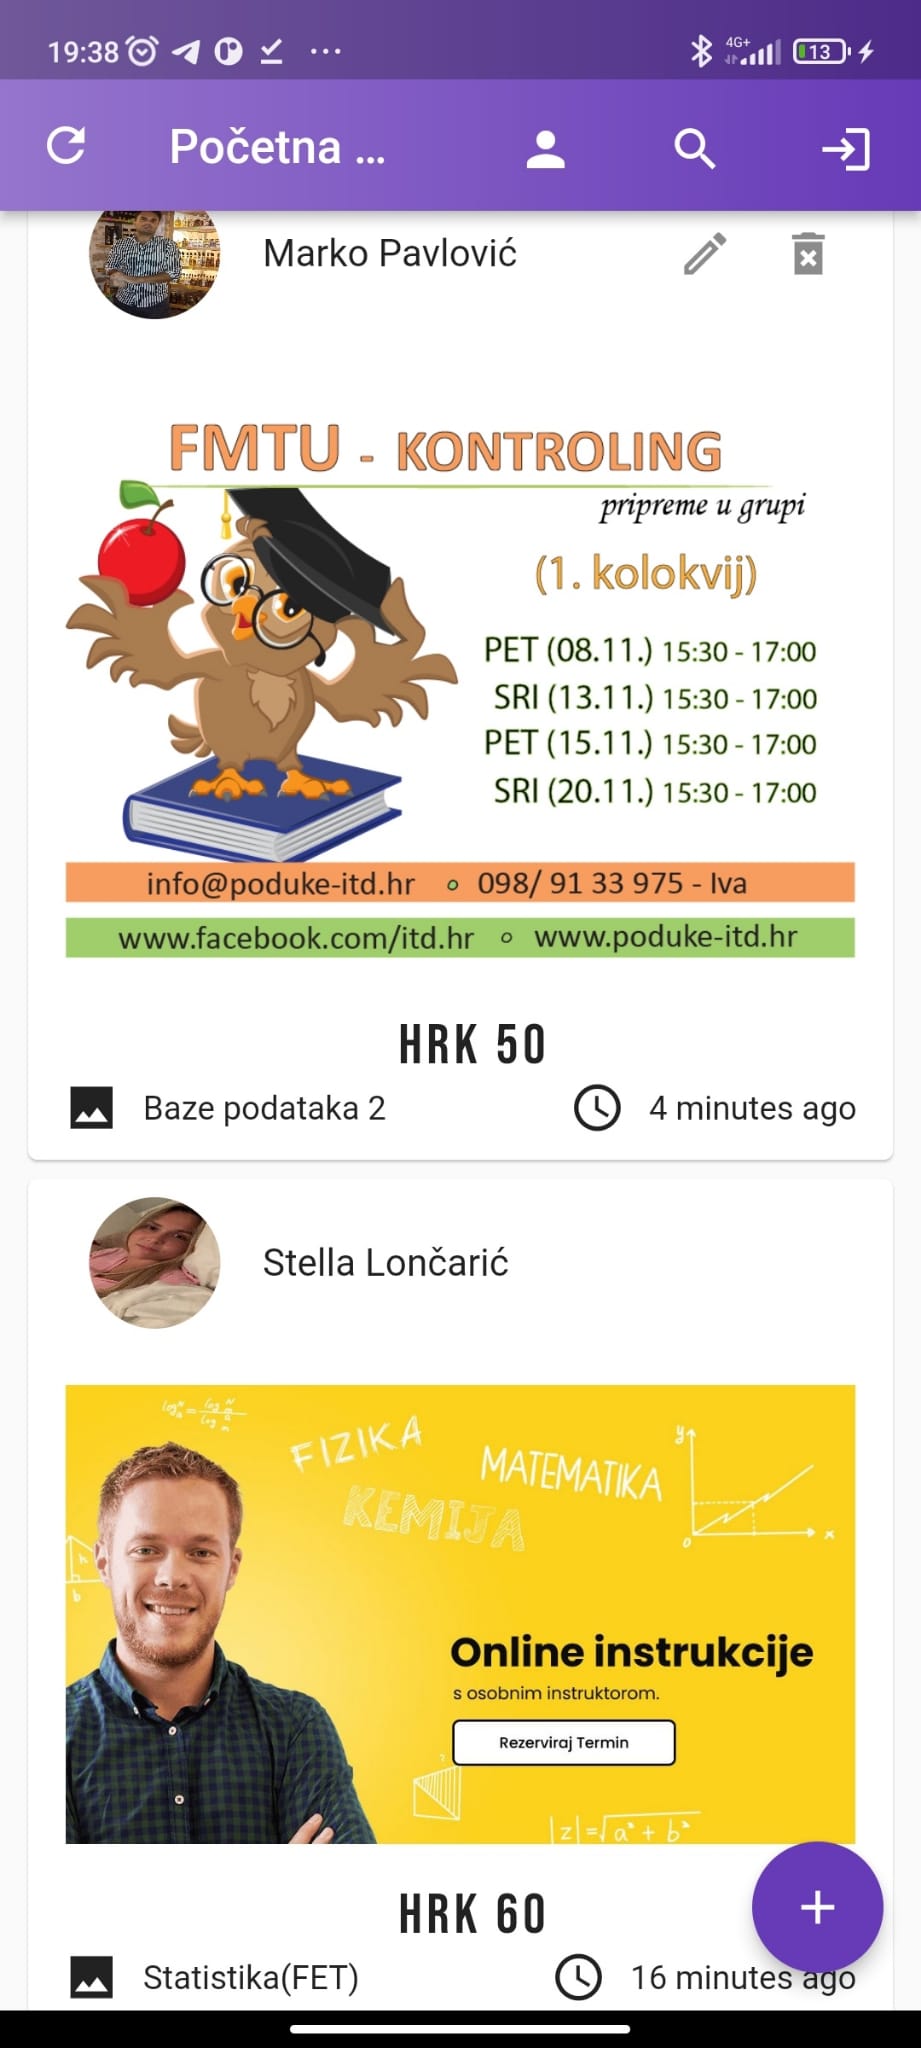 19:38
4G+
13
Početna ...
Marko Pavlović
FMTU - KONTROLING
pripreme u grupi
(1. kolokvij)
PET (08.11.) 15:30 - 17:00
SRI (13.11.) 15:30 - 17:00
PET (15.11.) 15:30 - 17:00
SRI (20.11.) 15:30 - 17:00
info@poduke-itd.hr o 098/ 91 33 975 - Iva
www.facebook.com/itd.hr o www.poduke-itd.hr
HRK 50
Baze podataka 2
4 minutes ago
Stella Lončarić
FIZIKA
MATEMATIKA
KEMIJA
y
o
x
h
b
Online instrukcije
s osobnim instruktorom.
Rezerviraj Termin
?
|z|=√a² + b²
HRK 60
Statistika(FET)
16 minutes ago